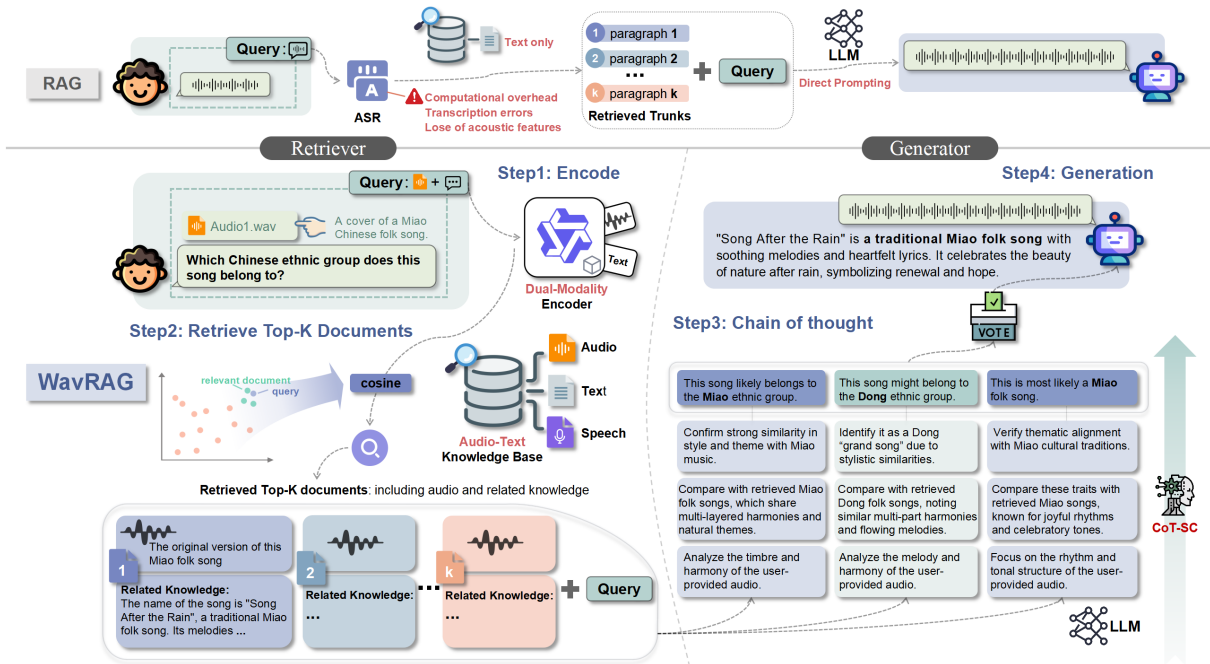 RAG
Query:
ASR
A
Computational overhead
Transcription errors
Lose of acoustic features
Text only
1 paragraph 1
2 paragraph 2
...
k paragraph k
Retrieved Trunks
Query
LLM
Direct Prompting
Retriever
Generator
WavRAG
Query: +
Audio1.wav
A cover of a Miao
Chinese folk song.
Which Chinese ethnic group does this
song belong to?
Step1: Encode
Text
Dual-Modality
Encoder
Step2: Retrieve Top-K Documents
relevant document
query
cosine
Audio
Text
Speech
Audio-Text
Knowledge Base
Retrieved Top-K documents: including audio and related knowledge
1
The original version of this
Miao folk song
Related Knowledge:
The name of the song is "Song
After the Rain", a traditional Miao
folk song. Its melodies ...
2
Related Knowledge:
...
...
k
Related Knowledge:
...
Query
Step4: Generation
"Song After the Rain" is a traditional Miao folk song with
soothing melodies and heartfelt lyrics. It celebrates the beauty
of nature after rain, symbolizing renewal and hope.
VOTE
Step3: Chain of thought
This song likely belongs to
the Miao ethnic group.
This song might belong to
the Dong ethnic group.
This is most likely a Miao
folk song.
Confirm strong similarity in
style and theme with Miao
music.
Identify it as a Dong
“grand song” due to
stylistic similarities.
Verify thematic alignment
with Miao cultural traditions.
Compare with retrieved Miao
folk songs, which share
multi-layered harmonies and
natural themes.
Compare with retrieved
Dong folk songs, noting
similar multi-part harmonies
and flowing melodies.
Compare these traits with
retrieved Miao songs,
known for joyful rhythms
and celebratory tones.
Analyze the timbre and
harmony of the user-
provided audio.
Analyze the melody and
harmony of the user-
provided audio.
Focus on the rhythm and
tonal structure of the user-
provided audio.
CoT-SC
LLM